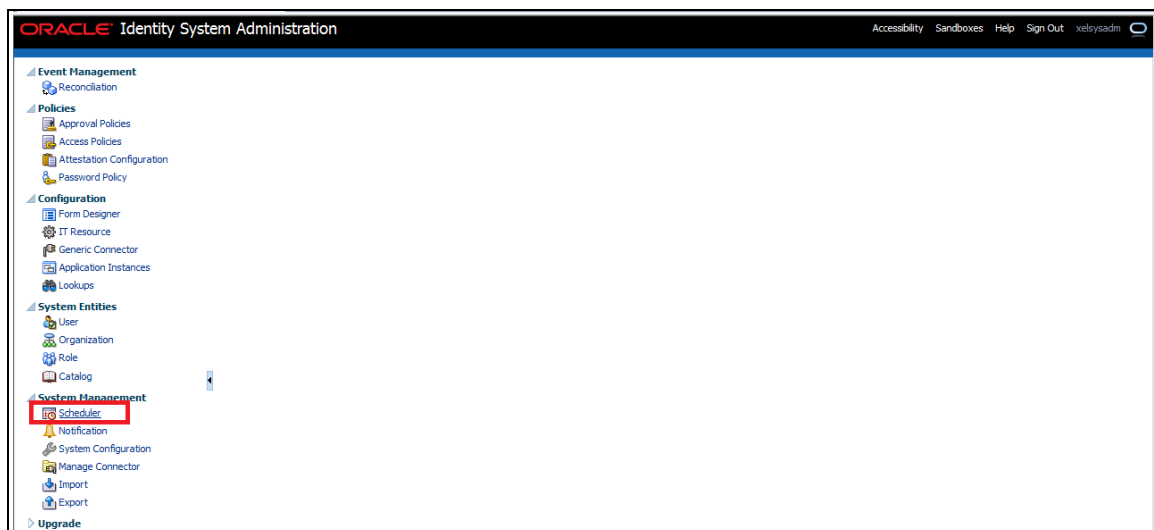 ORACLE Identity System Administration
Accessibility Sandboxes Help Sign Out xelsysadm
Event Management
Reconciliation
Policies
Approval Policies
Access Policies
Attestation Configuration
Password Policy
Configuration
Form Designer
IT Resource
Generic Connector
Application Instances
Lookups
System Entities
User
Organization
Role
Catalog
System Management
Scheduler
Notification
System Configuration
Manage Connector
Import
Export
Upgrade